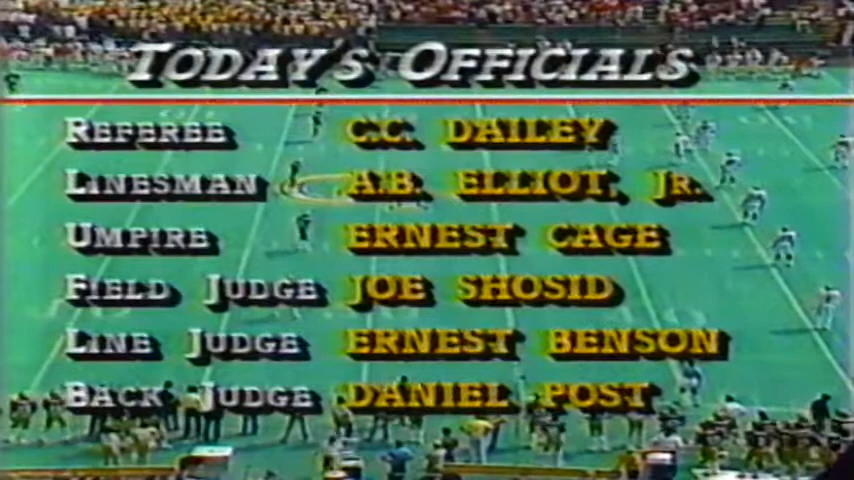 TODAY'S OFFICIALS
REFEREE C.C. DAILEY
LINESMAN A.B. ELLIOT, JR.
UMPIRE ERNEST CAGE
FIELD JUDGE JOE SHOSID
LINE JUDGE ERNEST BENSON
BACK JUDGE DANIEL POST